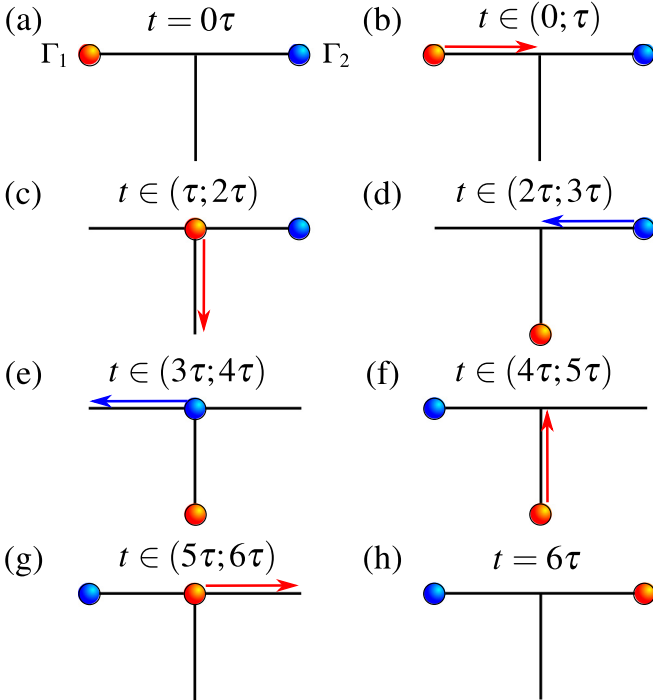 (a) t = 0τ
Γ₁ Γ₂
(b) t ∈ (0; τ)
(c) t ∈ (τ; 2τ)
(d) t ∈ (2τ; 3τ)
(e) t ∈ (3τ; 4τ)
(f) t ∈ (4τ; 5τ)
(g) t ∈ (5τ; 6τ)
(h) t = 6τ